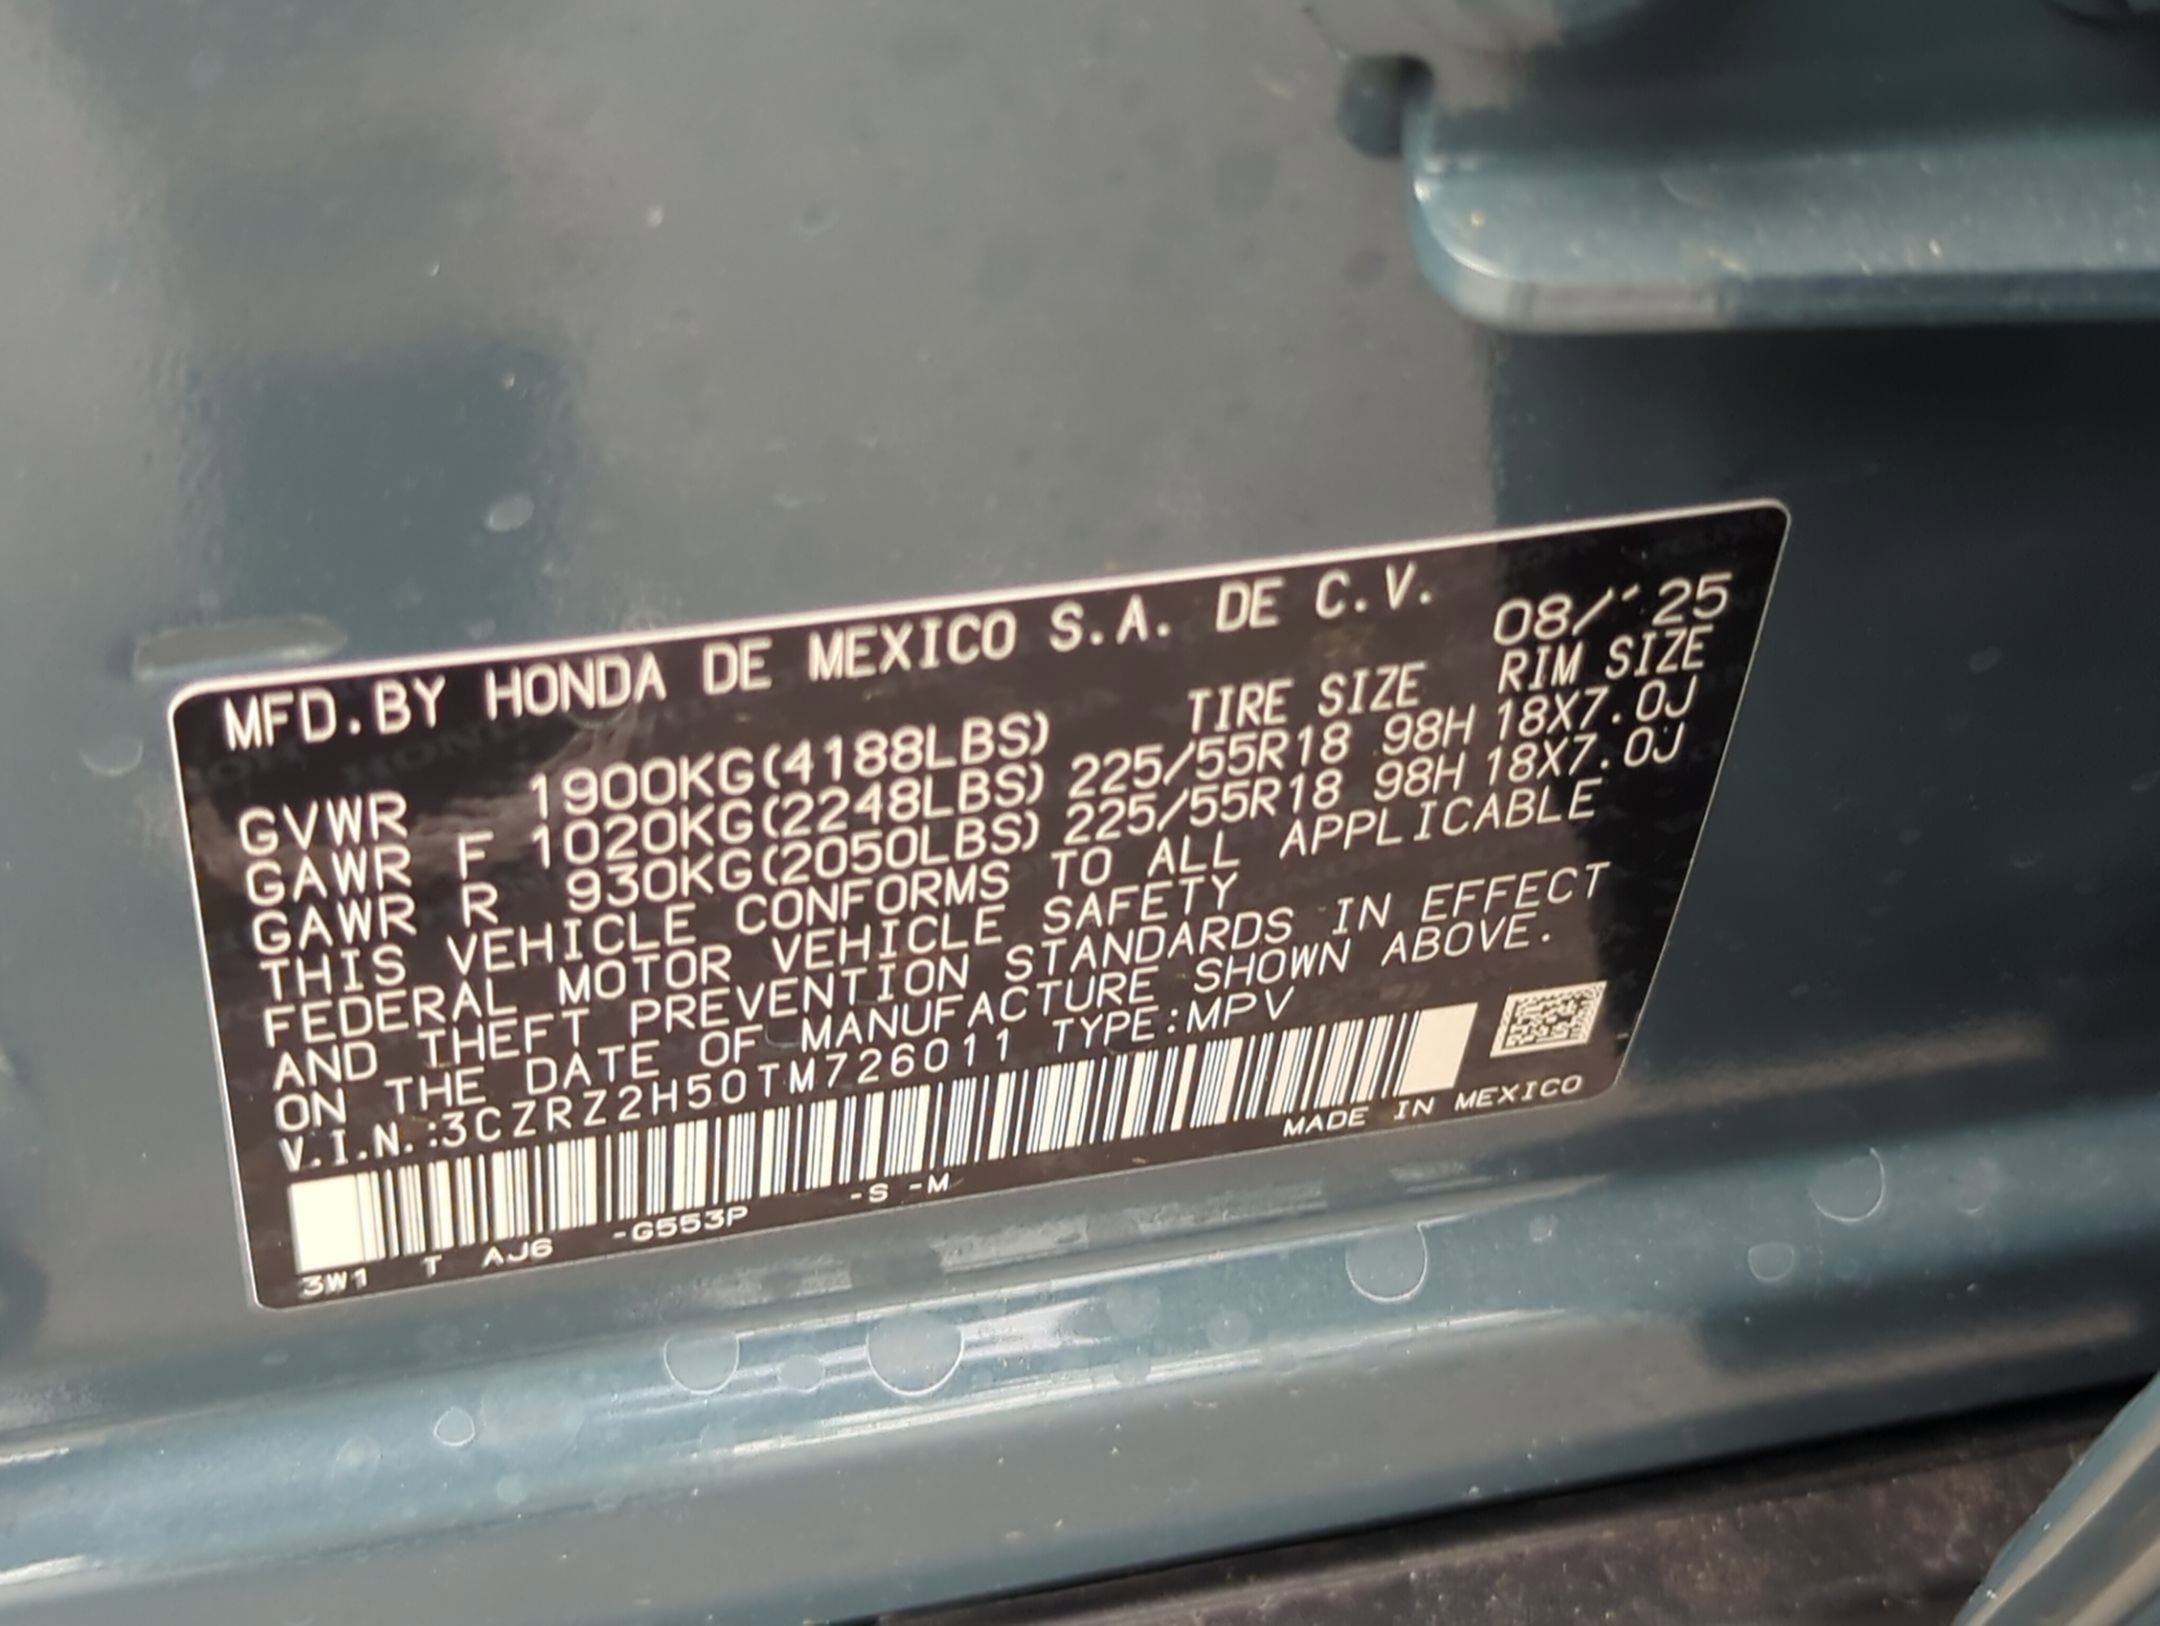 MFD.BY HONDA DE MEXICO S.A. DE C.V. 08/'25
TIRE SIZE RIM SIZE
GVWR 1900KG(4188LBS)
GAWR F 1020KG(2248LBS) 225/55R18 98H 18X7.0J
GAWR R 930KG(2050LBS) 225/55R18 98H 18X7.0J
THIS VEHICLE CONFORMS TO ALL APPLICABLE
FEDERAL MOTOR VEHICLE SAFETY
AND THEFT PREVENTION STANDARDS IN EFFECT
ON THE DATE OF MANUFACTURE SHOWN ABOVE.
V.I.N.:3CZRZ2H50TM726011 TYPE:MPV
MADE IN MEXICO
3W1 T AJ6 -G553P -S -M